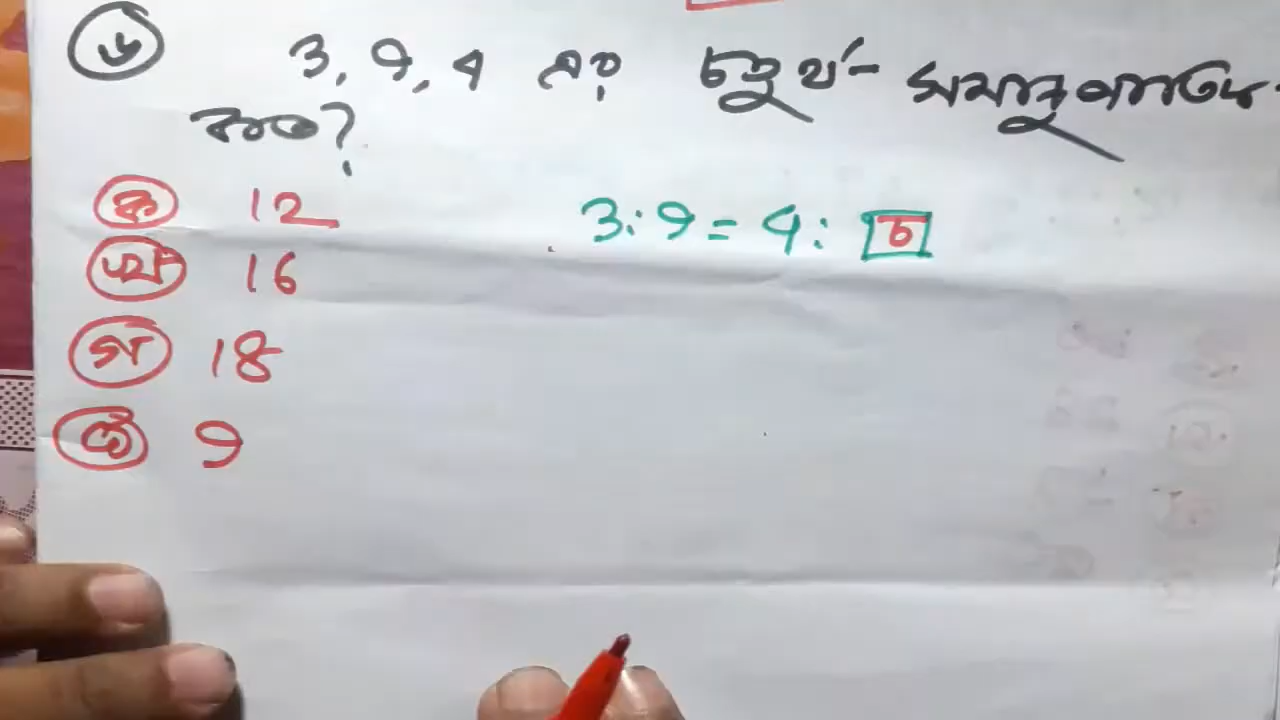 ৬ 3, 9, 4 এর চতুর্থ সমানুপাতিক
কত?
ক 12
খ 16
গ 18
ঘ 9
3:9=4: চ